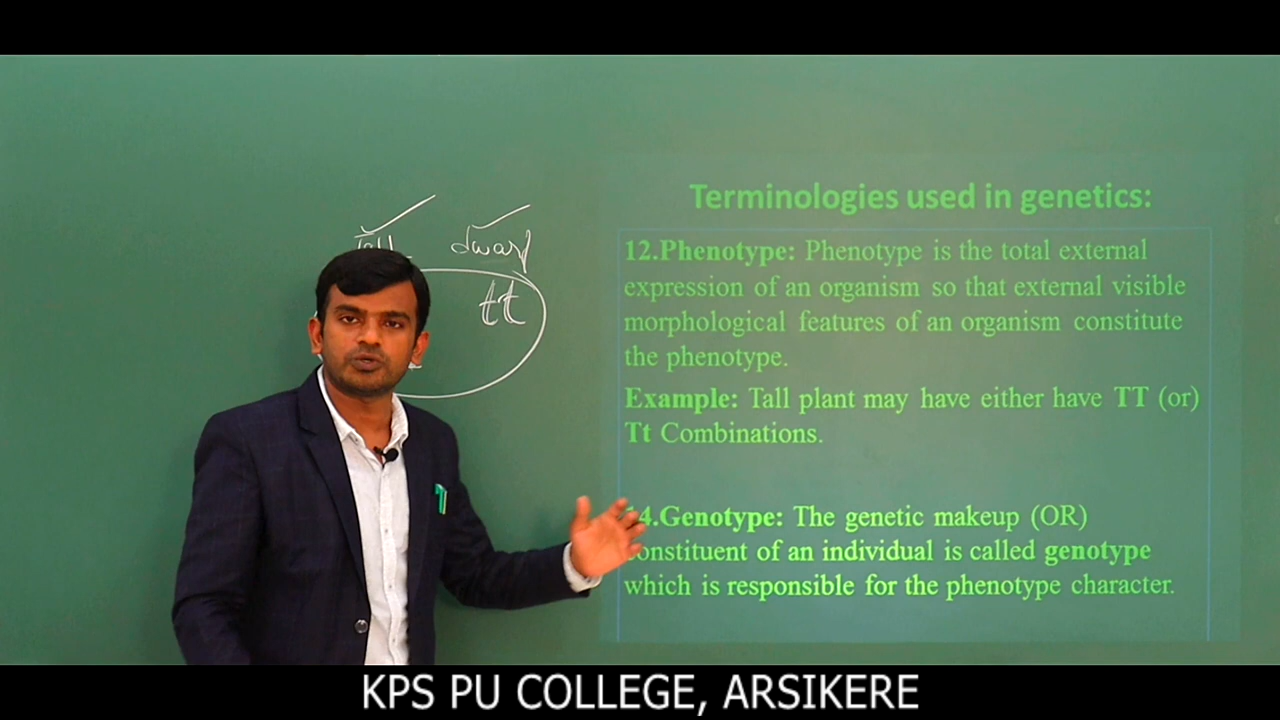 dwarf
tt
Terminologies used in genetics:
12.Phenotype: Phenotype is the total external
expression of an organism so that external visible
morphological features of an organism constitute
the phenotype.
Example: Tall plant may have either have TT (or)
Tt Combinations.
4.Genotype: The genetic makeup (OR)
onstituent of an individual is called genotype
which is responsible for the phenotype character.
KPS PU COLLEGE, ARSIKERE